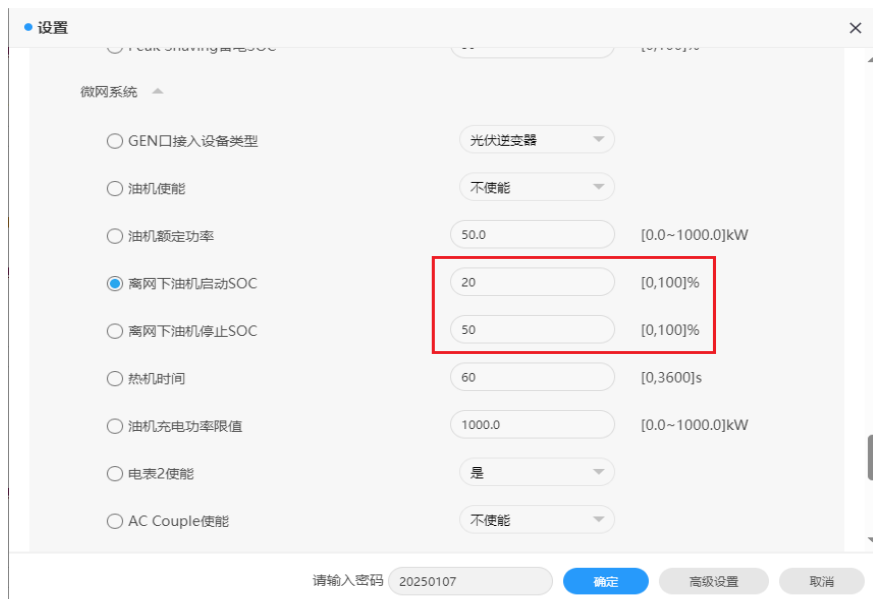 设置
微网系统
GEN口接入设备类型 光伏逆变器
油机使能 不使能
油机额定功率 50.0 [0.0~1000.0]kW
离网下油机启动SOC 20 [0,100]%
离网下油机停止SOC 50 [0,100]%
热机时间 60 [0,3600]s
油机充电功率限值 1000.0 [0.0~1000.0]kW
电表2使能 是
AC Couple使能 不使能
请输入密码 20250107 确定 高级设置 取消